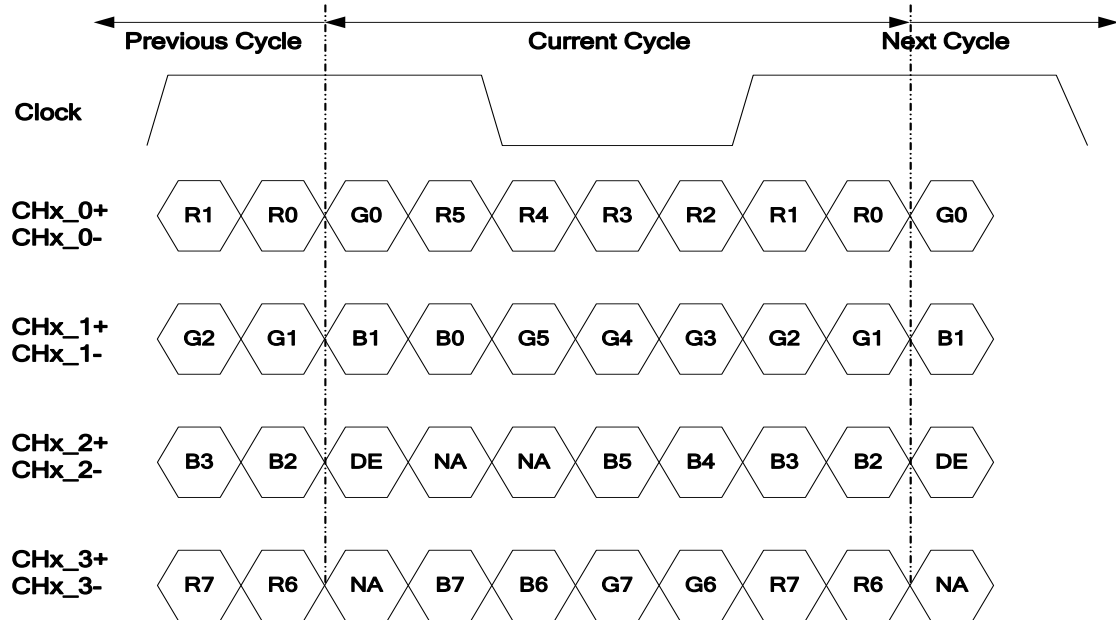 Previous Cycle Current Cycle Next Cycle
Clock
CHx_0+
CHx_0-
R1 R0 G0 R5 R4 R3 R2 R1 R0 G0
CHx_1+
CHx_1-
G2 G1 B1 B0 G5 G4 G3 G2 G1 B1
CHx_2+
CHx_2-
B3 B2 DE NA NA B5 B4 B3 B2 DE
CHx_3+
CHx_3-
R7 R6 NA B7 B6 G7 G6 R7 R6 NA